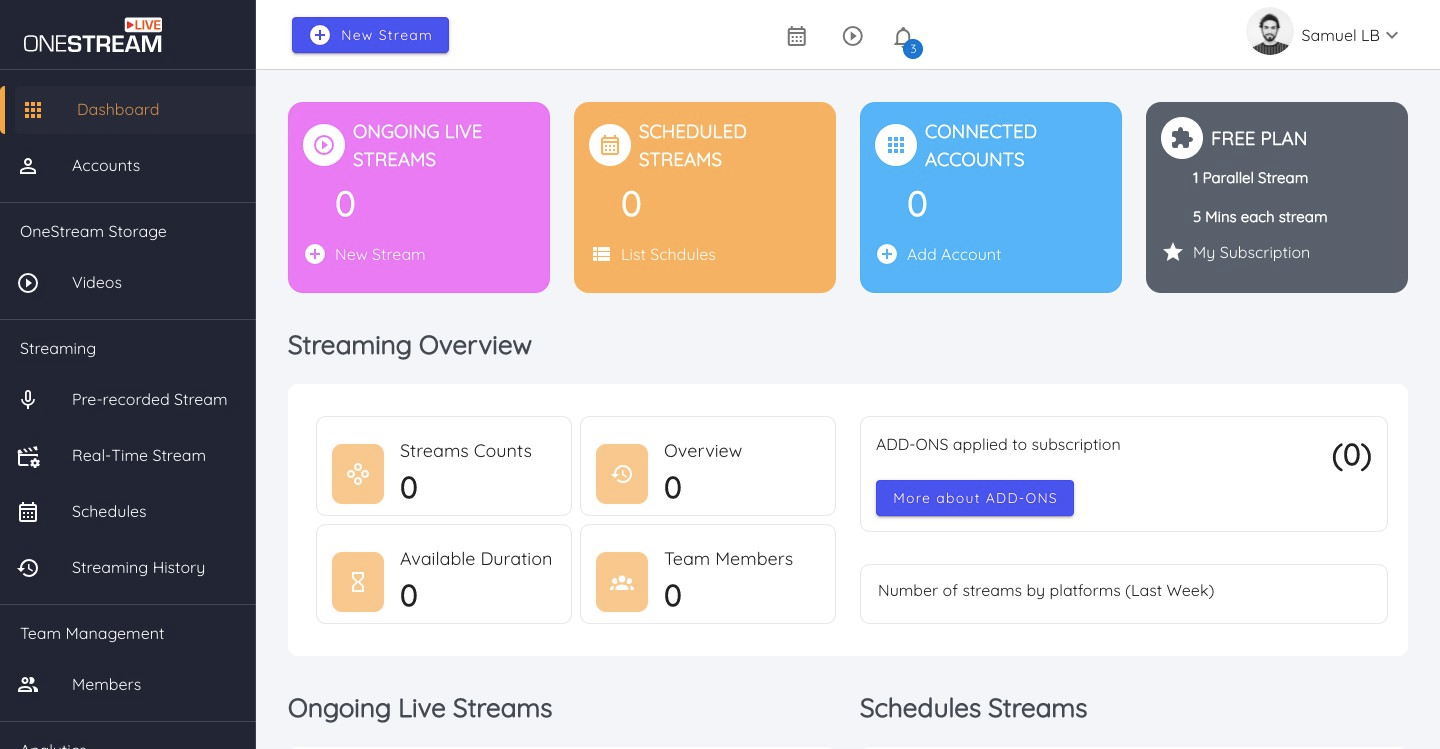 LIVE
ONESTREAM
New Stream
3
Samuel LB
Dashboard
Accounts
OneStream Storage
Videos
Streaming
Pre-recorded Stream
Real-Time Stream
Schedules
Streaming History
Team Management
Members
Analytics
ONGOING LIVE
STREAMS
0
New Stream
SCHEDULED
STREAMS
0
List Schdules
CONNECTED
ACCOUNTS
0
Add Account
FREE PLAN
1 Parallel Stream
5 Mins each stream
My Subscription
Streaming Overview
Streams Counts
0
Overview
0
Available Duration
0
Team Members
0
ADD-ONS applied to subscription
(0)
More about ADD-ONS
Number of streams by platforms (Last Week)
Ongoing Live Streams
Schedules Streams